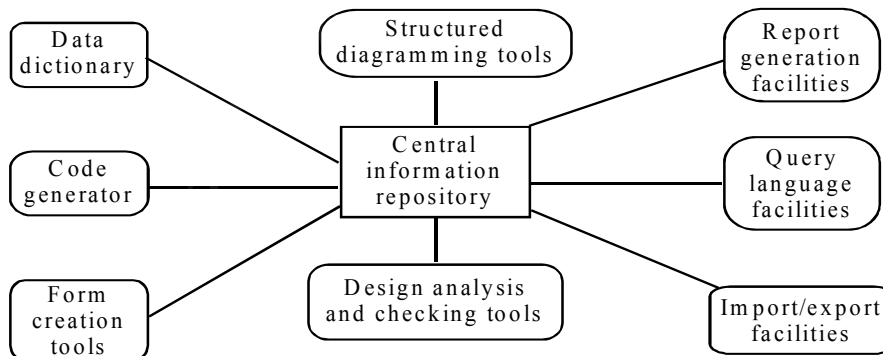 Data
dictionary
Structured
diagramming tools
Report
generation
facilities
Code
generator
Central
information
repository
Query
language
facilities
Form
creation
tools
Design analysis
and checking tools
Import/export
facilities